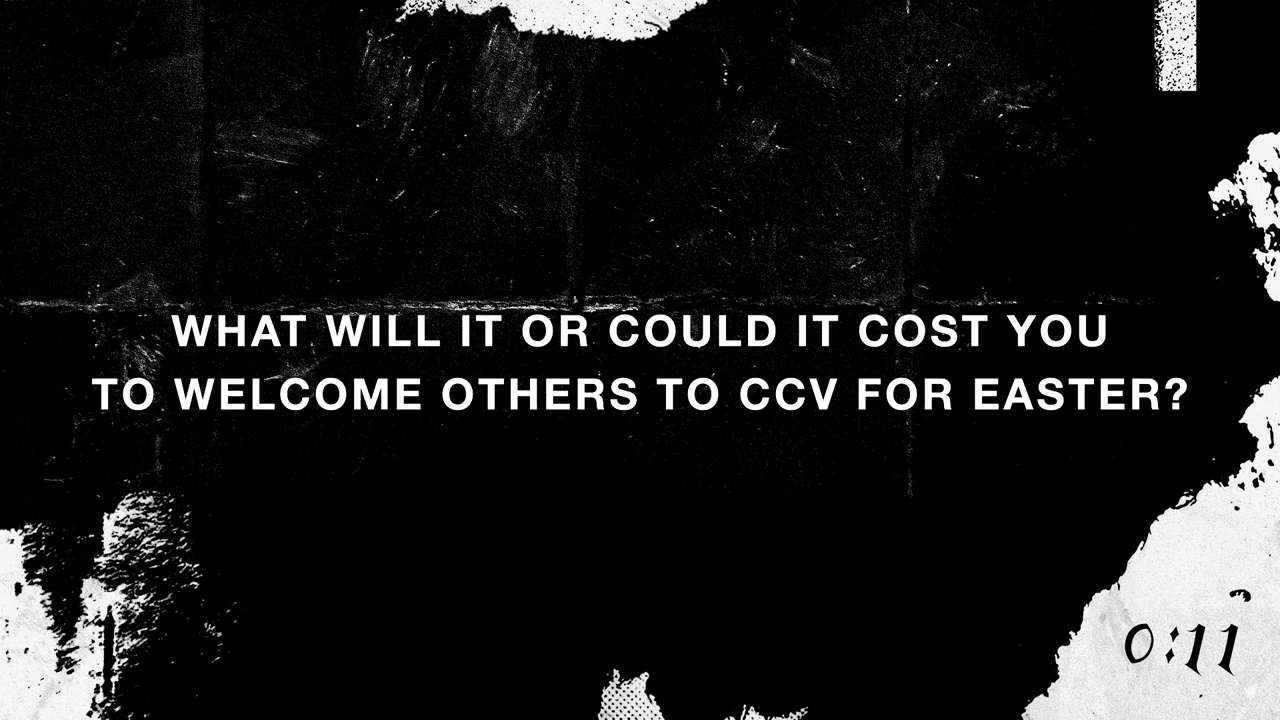 WHAT WILL IT OR COULD IT COST YOU
TO WELCOME OTHERS TO CCV FOR EASTER?
0:11